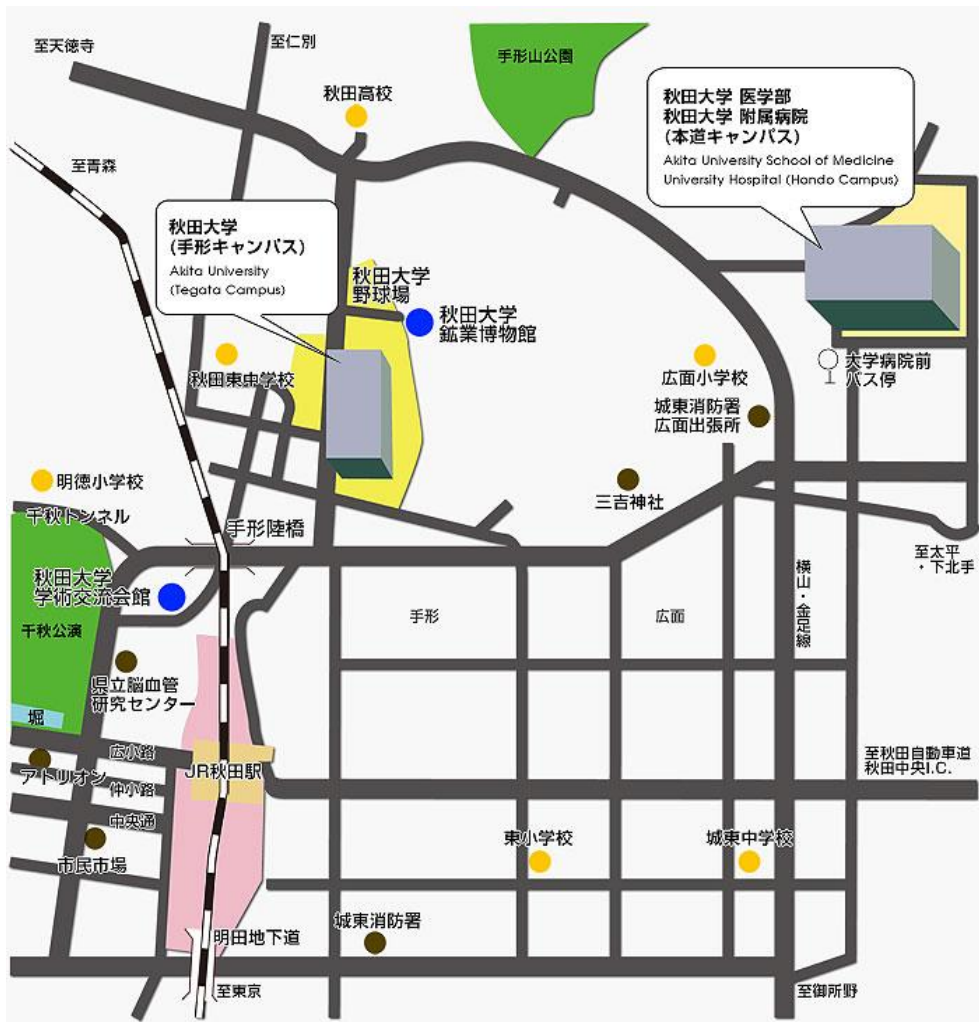 至天徳寺
至仁別
手形山公園
秋田高校
秋田大学 医学部
秋田大学 附属病院
(本道キャンパス)
Akita University School of Medicine
University Hospital (Hondo Campus)
至青森
秋田大学
(手形キャンパス)
Akita University
(Tegata Campus)
秋田大学
野球場
秋田大学
鉱業博物館
秋田東中学校
広面小学校
大学病院前
バス停
城東消防署
広面出張所
明徳小学校
三吉神社
千秋トンネル
手形陸橋
至太平
・下北手
秋田大学
学術交流会館
手形
広面
横山・金足線
千秋公演
県立脳血管
研究センター
堀
広小路
アトリオン
JR秋田駅
仲小路
至秋田自動車道
秋田中央I.C.
中央通
市民市場
東小学校
城東中学校
城東消防署
明田地下道
至東京
至御所野